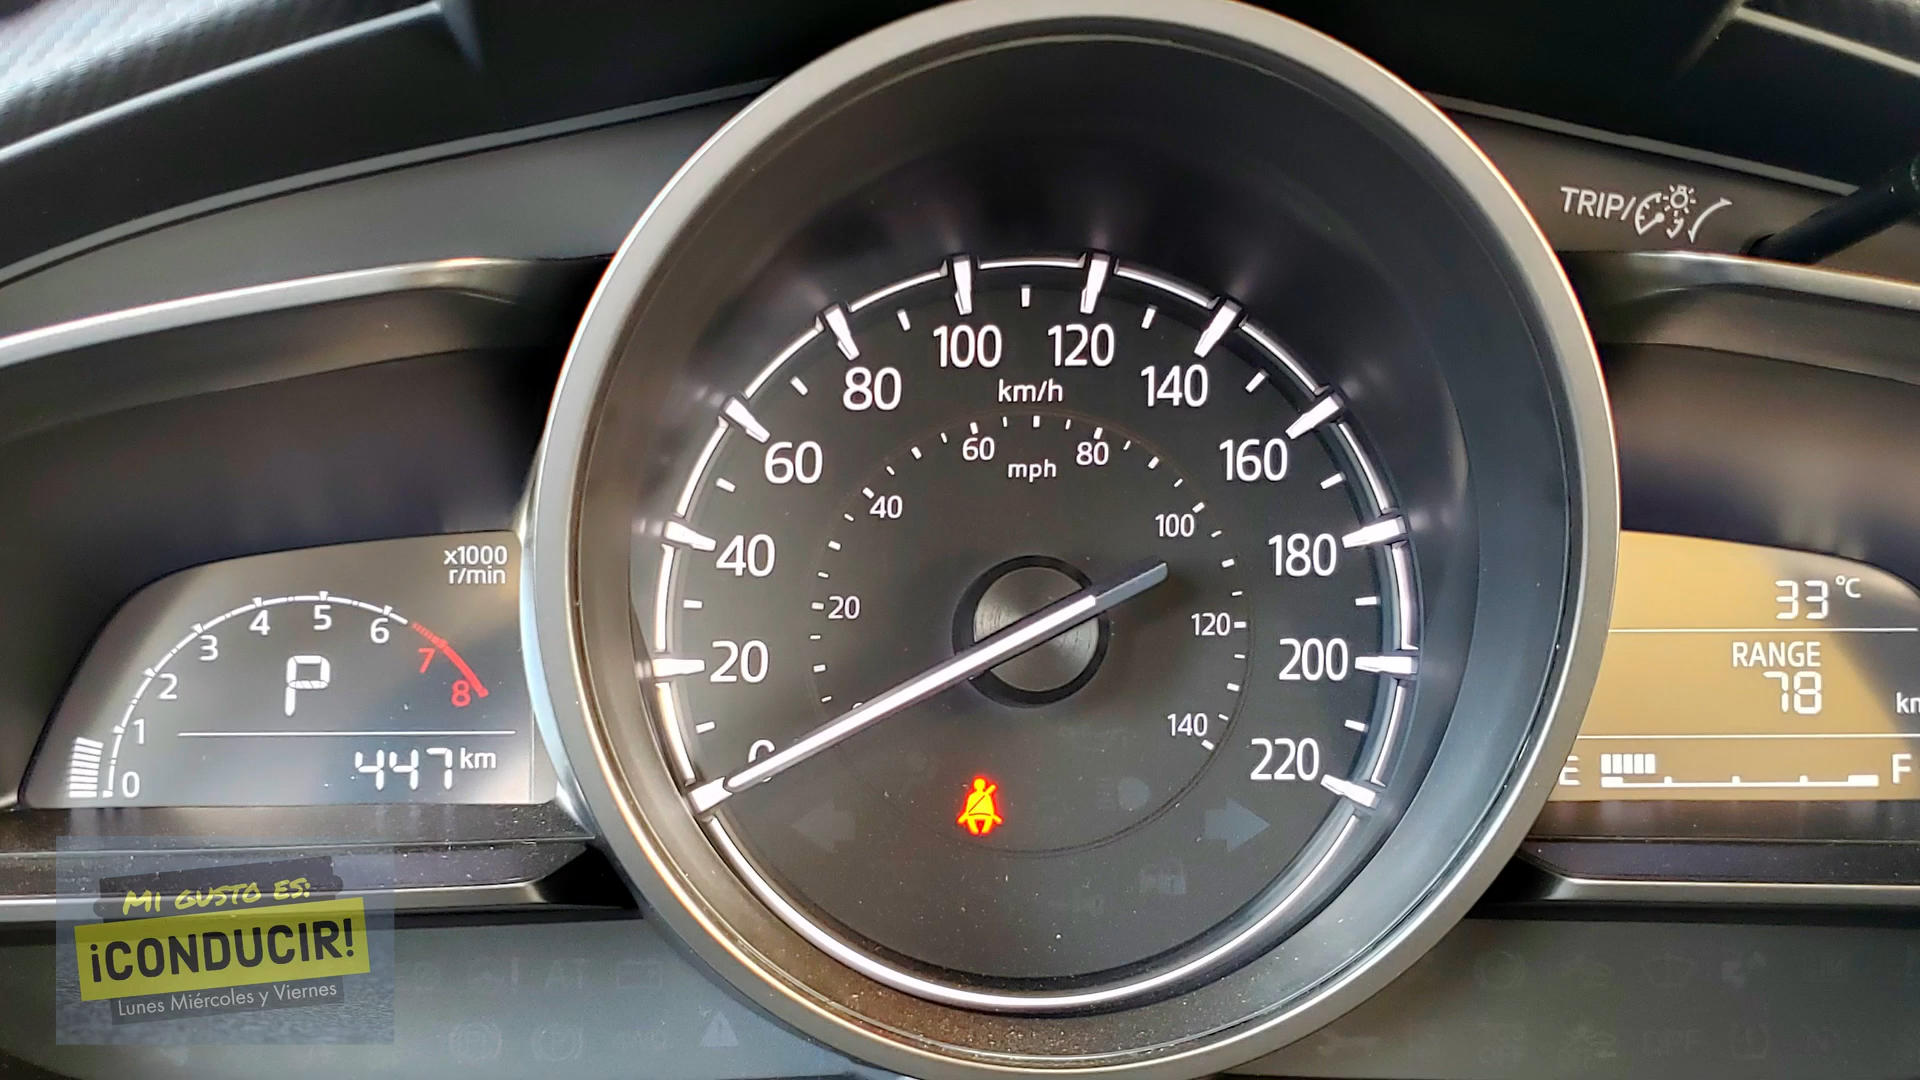 TRIP/
x1000
r/min
0
1
2
3
4
5
6
7
8
P
447 km
0
20
40
60
80
100
120
140
160
180
200
220
km/h
20
40
60
80
100
120
140
mph
33 °C
RANGE
78 km
E F
MI GUSTO ES:
¡CONDUCIR!
Lunes Miércoles y Viernes